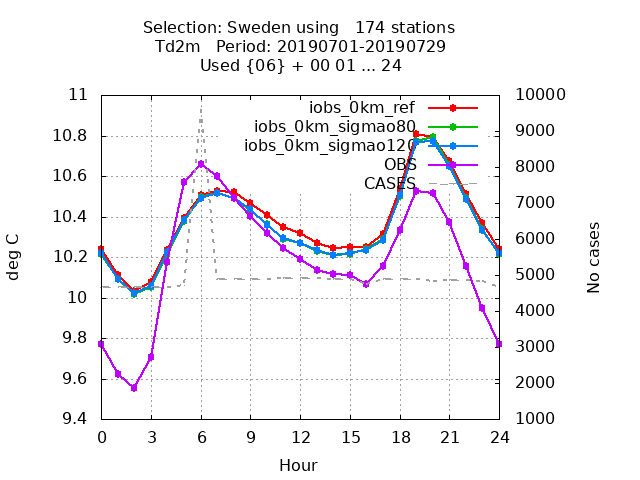 Selection: Sweden using   174 stations
Td2m   Period: 20190701-20190729
Used {06} + 00 01 ... 24
iobs_0km_ref
iobs_0km_sigmao80
iobs_0km_sigmao120
OBS
CASES
11
10.8
10.6
10.4
10.2
10
9.8
9.6
9.4
deg C
10000
9000
8000
7000
6000
5000
4000
3000
2000
1000
No cases
0 3 6 9 12 15 18 21 24
Hour